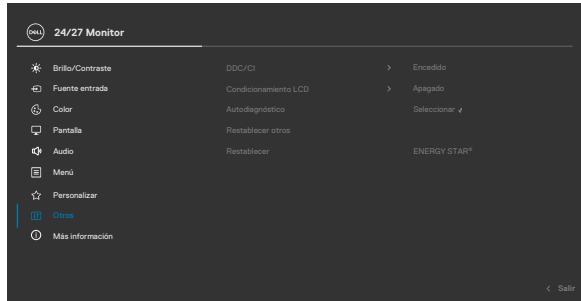 DELL 24/27 Monitor
Brillo/Contraste DDC/CI > Encedido
Fuente entrada Condicionamiento LCD > Apagado
Color Autodiagnóstico Seleccionar
Pantalla Restablecer otros
Audio Restablecer ENERGY STAR®
Menú
Personalizar
Otros
Más información
< Salir